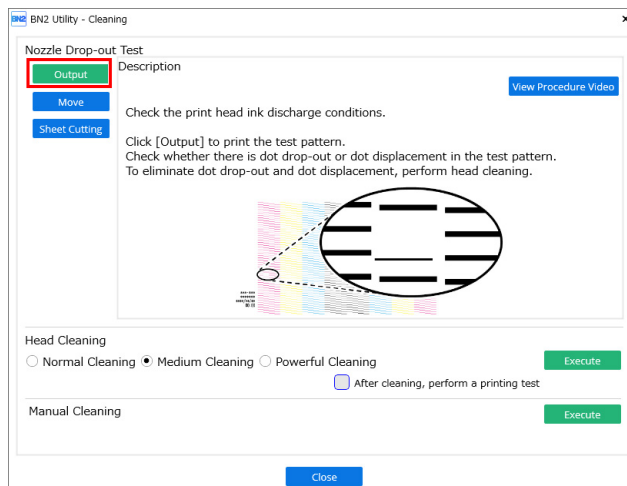 BN2 BN2 Utility - Cleaning
Nozzle Drop-out Test
Output
Move
Sheet Cutting
Description
View Procedure Video
Check the print head ink discharge conditions.
Click [Output] to print the test pattern.
Check whether there is dot drop-out or dot displacement in the test pattern.
To eliminate dot drop-out and dot displacement, perform head cleaning.
Head Cleaning
Normal Cleaning Medium Cleaning Powerful Cleaning
Execute
After cleaning, perform a printing test
Manual Cleaning
Execute
Close